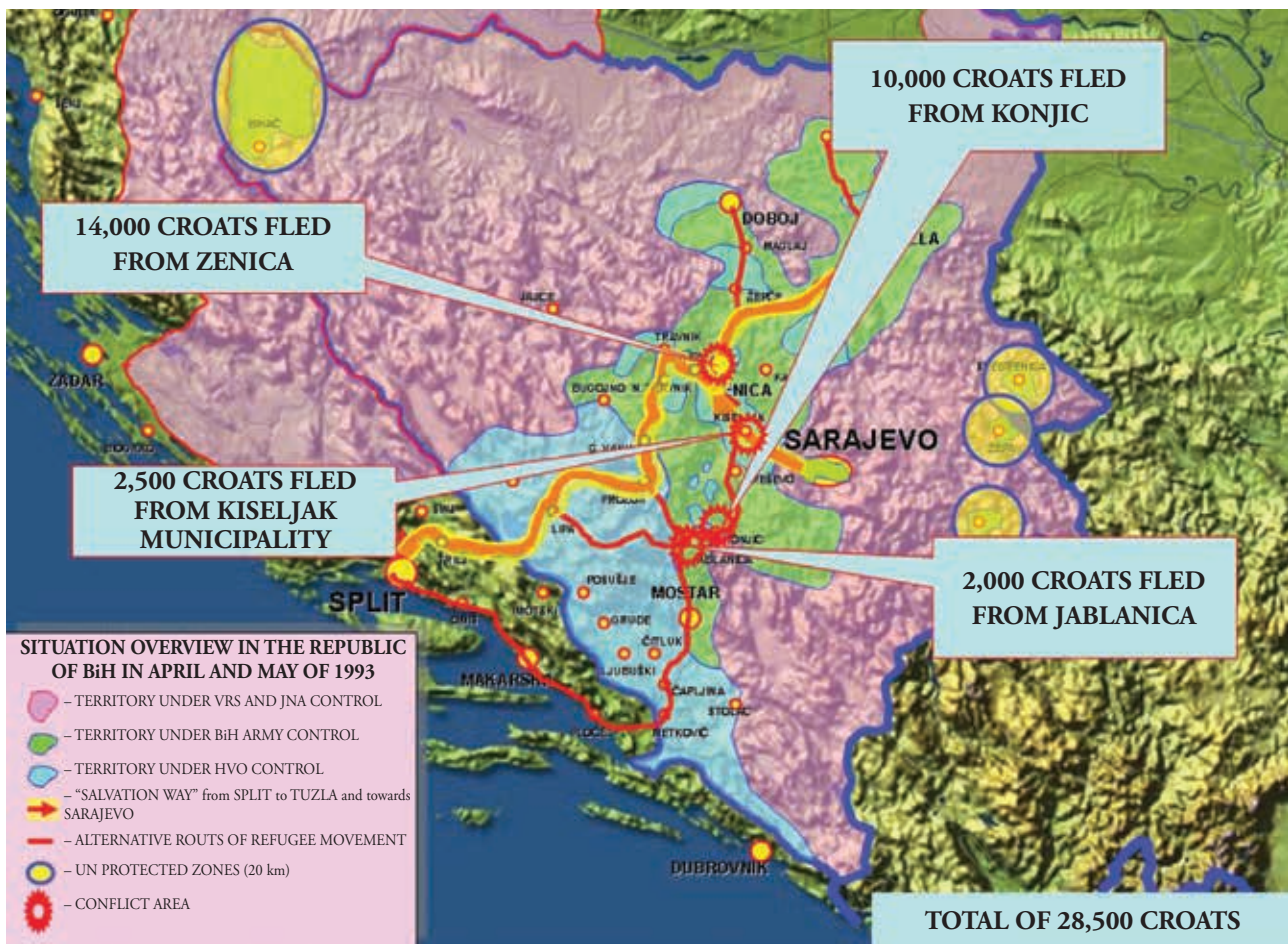 10,000 CROATS FLED
FROM KONJIC
14,000 CROATS FLED
FROM ZENICA
DOBOJ
MAGLAJ
JAJCE
TRAVNIK
ZADAR
BUGOJNO
KISELJAK
SARAJEVO
2,500 CROATS FLED
FROM KISELJAK
MUNICIPALITY
SPLIT
POSUŠJE
MOSTAR
IMOTSKI
GRUDE
ČITLUK
LJUBUŠKI
ČAPLJINA
STOLAC
METKOVIĆ
DUBROVNIK
2,000 CROATS FLED
FROM JABLANICA
SITUATION OVERVIEW IN THE REPUBLIC
OF BiH IN APRIL AND MAY OF 1993
– TERRITORY UNDER VRS AND JNA CONTROL
– TERRITORY UNDER BiH ARMY CONTROL
– TERRITORY UNDER HVO CONTROL
– “SALVATION WAY” from SPLIT to TUZLA and towards
SARAJEVO
– ALTERNATIVE ROUTS OF REFUGEE MOVEMENT
– UN PROTECTED ZONES (20 km)
– CONFLICT AREA
TOTAL OF 28,500 CROATS